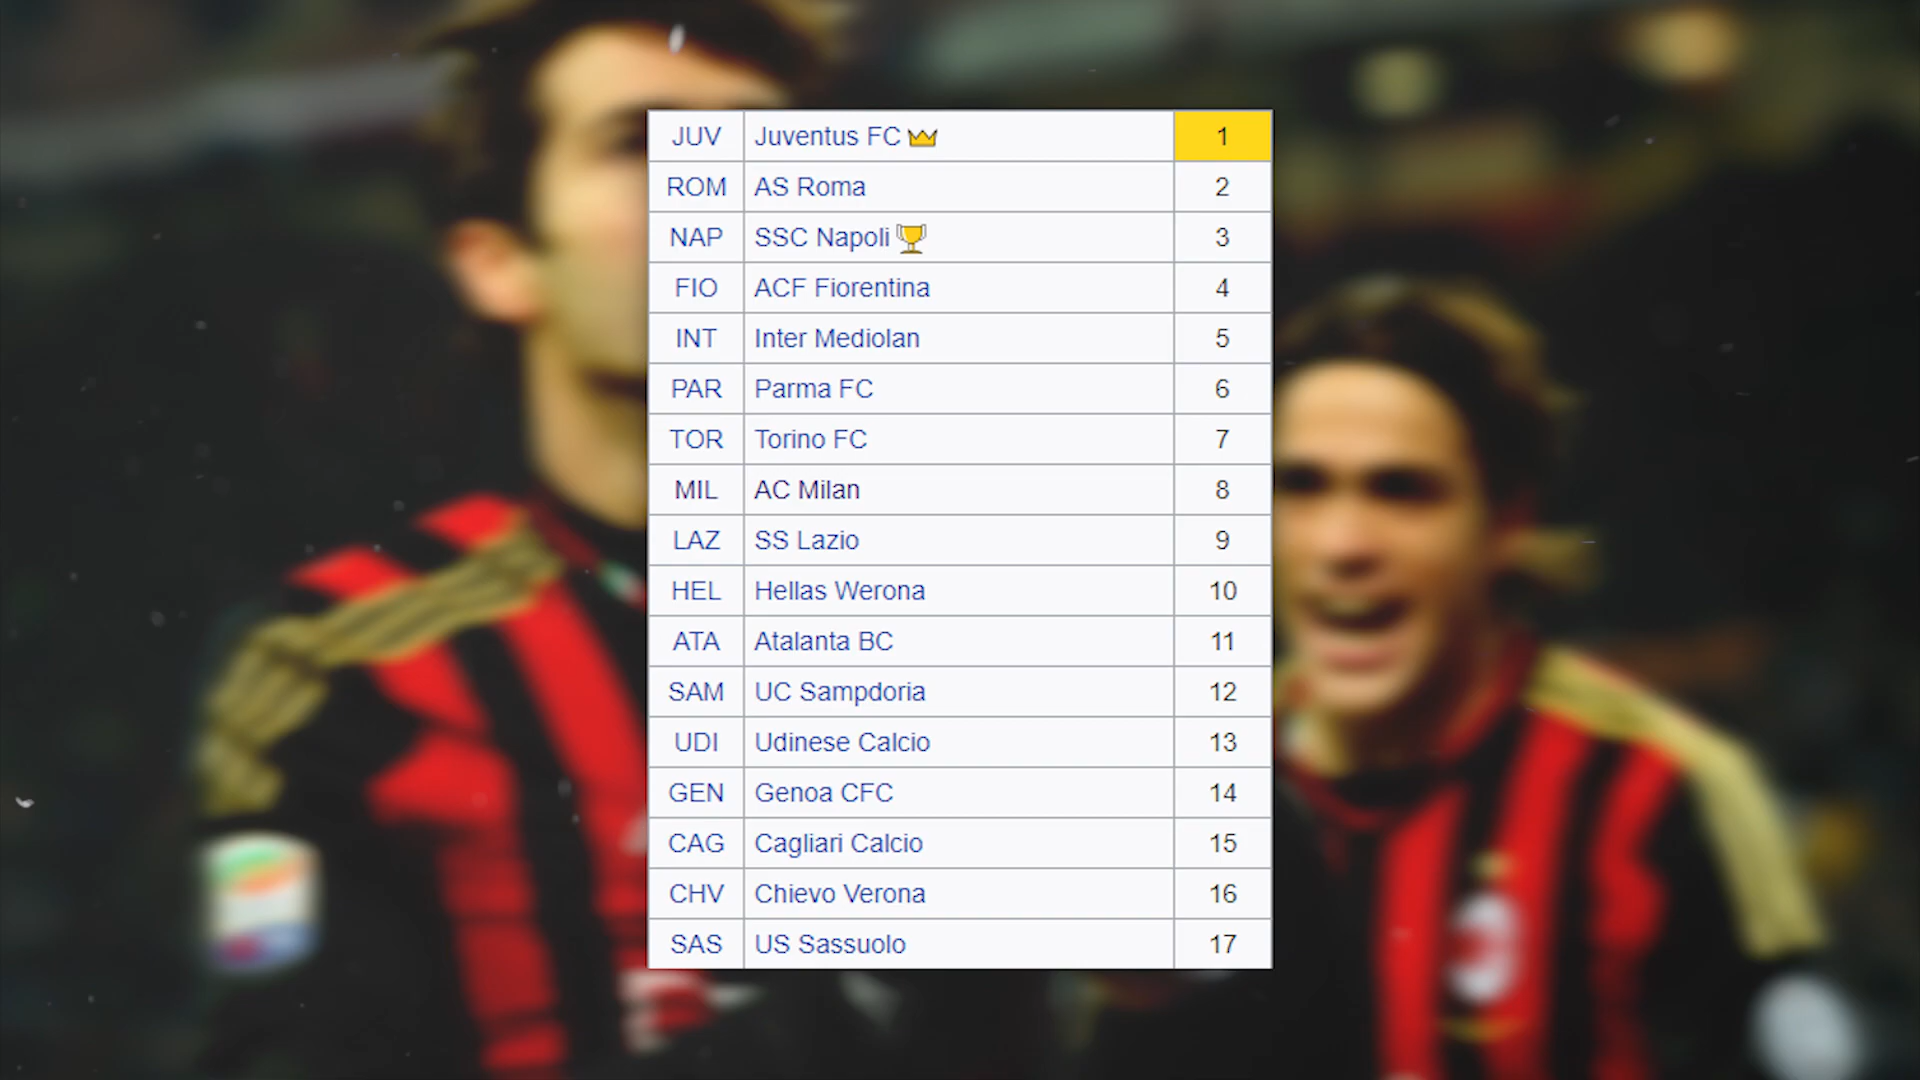 JUV Juventus FC 1
ROM AS Roma 2
NAP SSC Napoli 3
FIO ACF Fiorentina 4
INT Inter Mediolan 5
PAR Parma FC 6
TOR Torino FC 7
MIL AC Milan 8
LAZ SS Lazio 9
HEL Hellas Werona 10
ATA Atalanta BC 11
SAM UC Sampdoria 12
UDI Udinese Calcio 13
GEN Genoa CFC 14
CAG Cagliari Calcio 15
CHV Chievo Verona 16
SAS US Sassuolo 17